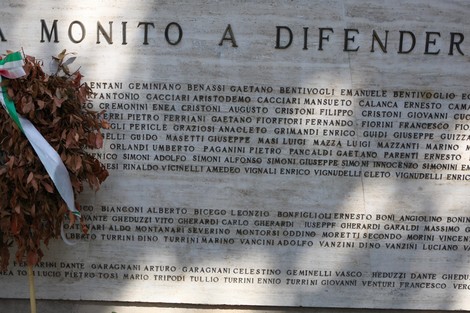 A MONITO A DIFENDER
ENTANI GEMINIANO BENASSI GAETANO BENTIVOGLI EMANUELE BENTIVOGLIO
ANTONIO CACCIARI ARISTODEMO CACCIARI MANSUETO CALANCA ERNESTO
CREMONINI ENEA CRISTONI AUGUSTO CRISTONI FILIPPO CRISTONI GIOVANNI
FERRI PIETRO FERRIANI GAETANO FIORFIORI FERNANDO FIORINI FRANCESCO
PERICLE GRAZIOSI ANACLETO GRIMANDI ENRICO GUIDI GIUSEPPE
GUIDO MASETTI GIUSEPPE MASI LUIGI MAZZA LUIGI MAZZANTI MARINO
ORLANDI UMBERTO PAGANINI PIETRO PANCALDI GAETANO PARENTI ERNESTO
SIMONI ADOLFO SIMONI ALFONSO SIMONI GIUSEPPE SIMONI INNOCENZO SIMONINI
RINALDO VICINELLI AMEDEO VIGNALI ENRICO VIGNUDELLI CLETO VIGNUDELLI ENRICO
BIANCONI ALBERTO BICEGO LEONZIO BONFIGLIOLI ERNESTO BONI ANGIOLINO
DANTE GHEDUZZI VITO GHERARDI CARLO GHERARDI GIUSEPPE GHERARDI GARALDI MASSIMO
ALDO MONTANARI SEVERINO MONTORSI ODDINO MORETTI SECONDO MORINI
TURRINI DINO TURRINI MARINO VANCINI ADOLFO VANZINI DINO VANZINI LUCIANO
DANTE GARAGNANI ARTURO GARAGNANI CELESTINO GEMINELLI VASCO HEDUZZI DANTE
LUCIO PIETRO TOSI MARIO TRIPODI TULLIO TURRINI ENNIO TURRINI GIOVANNI VENTURI FRANCESCO